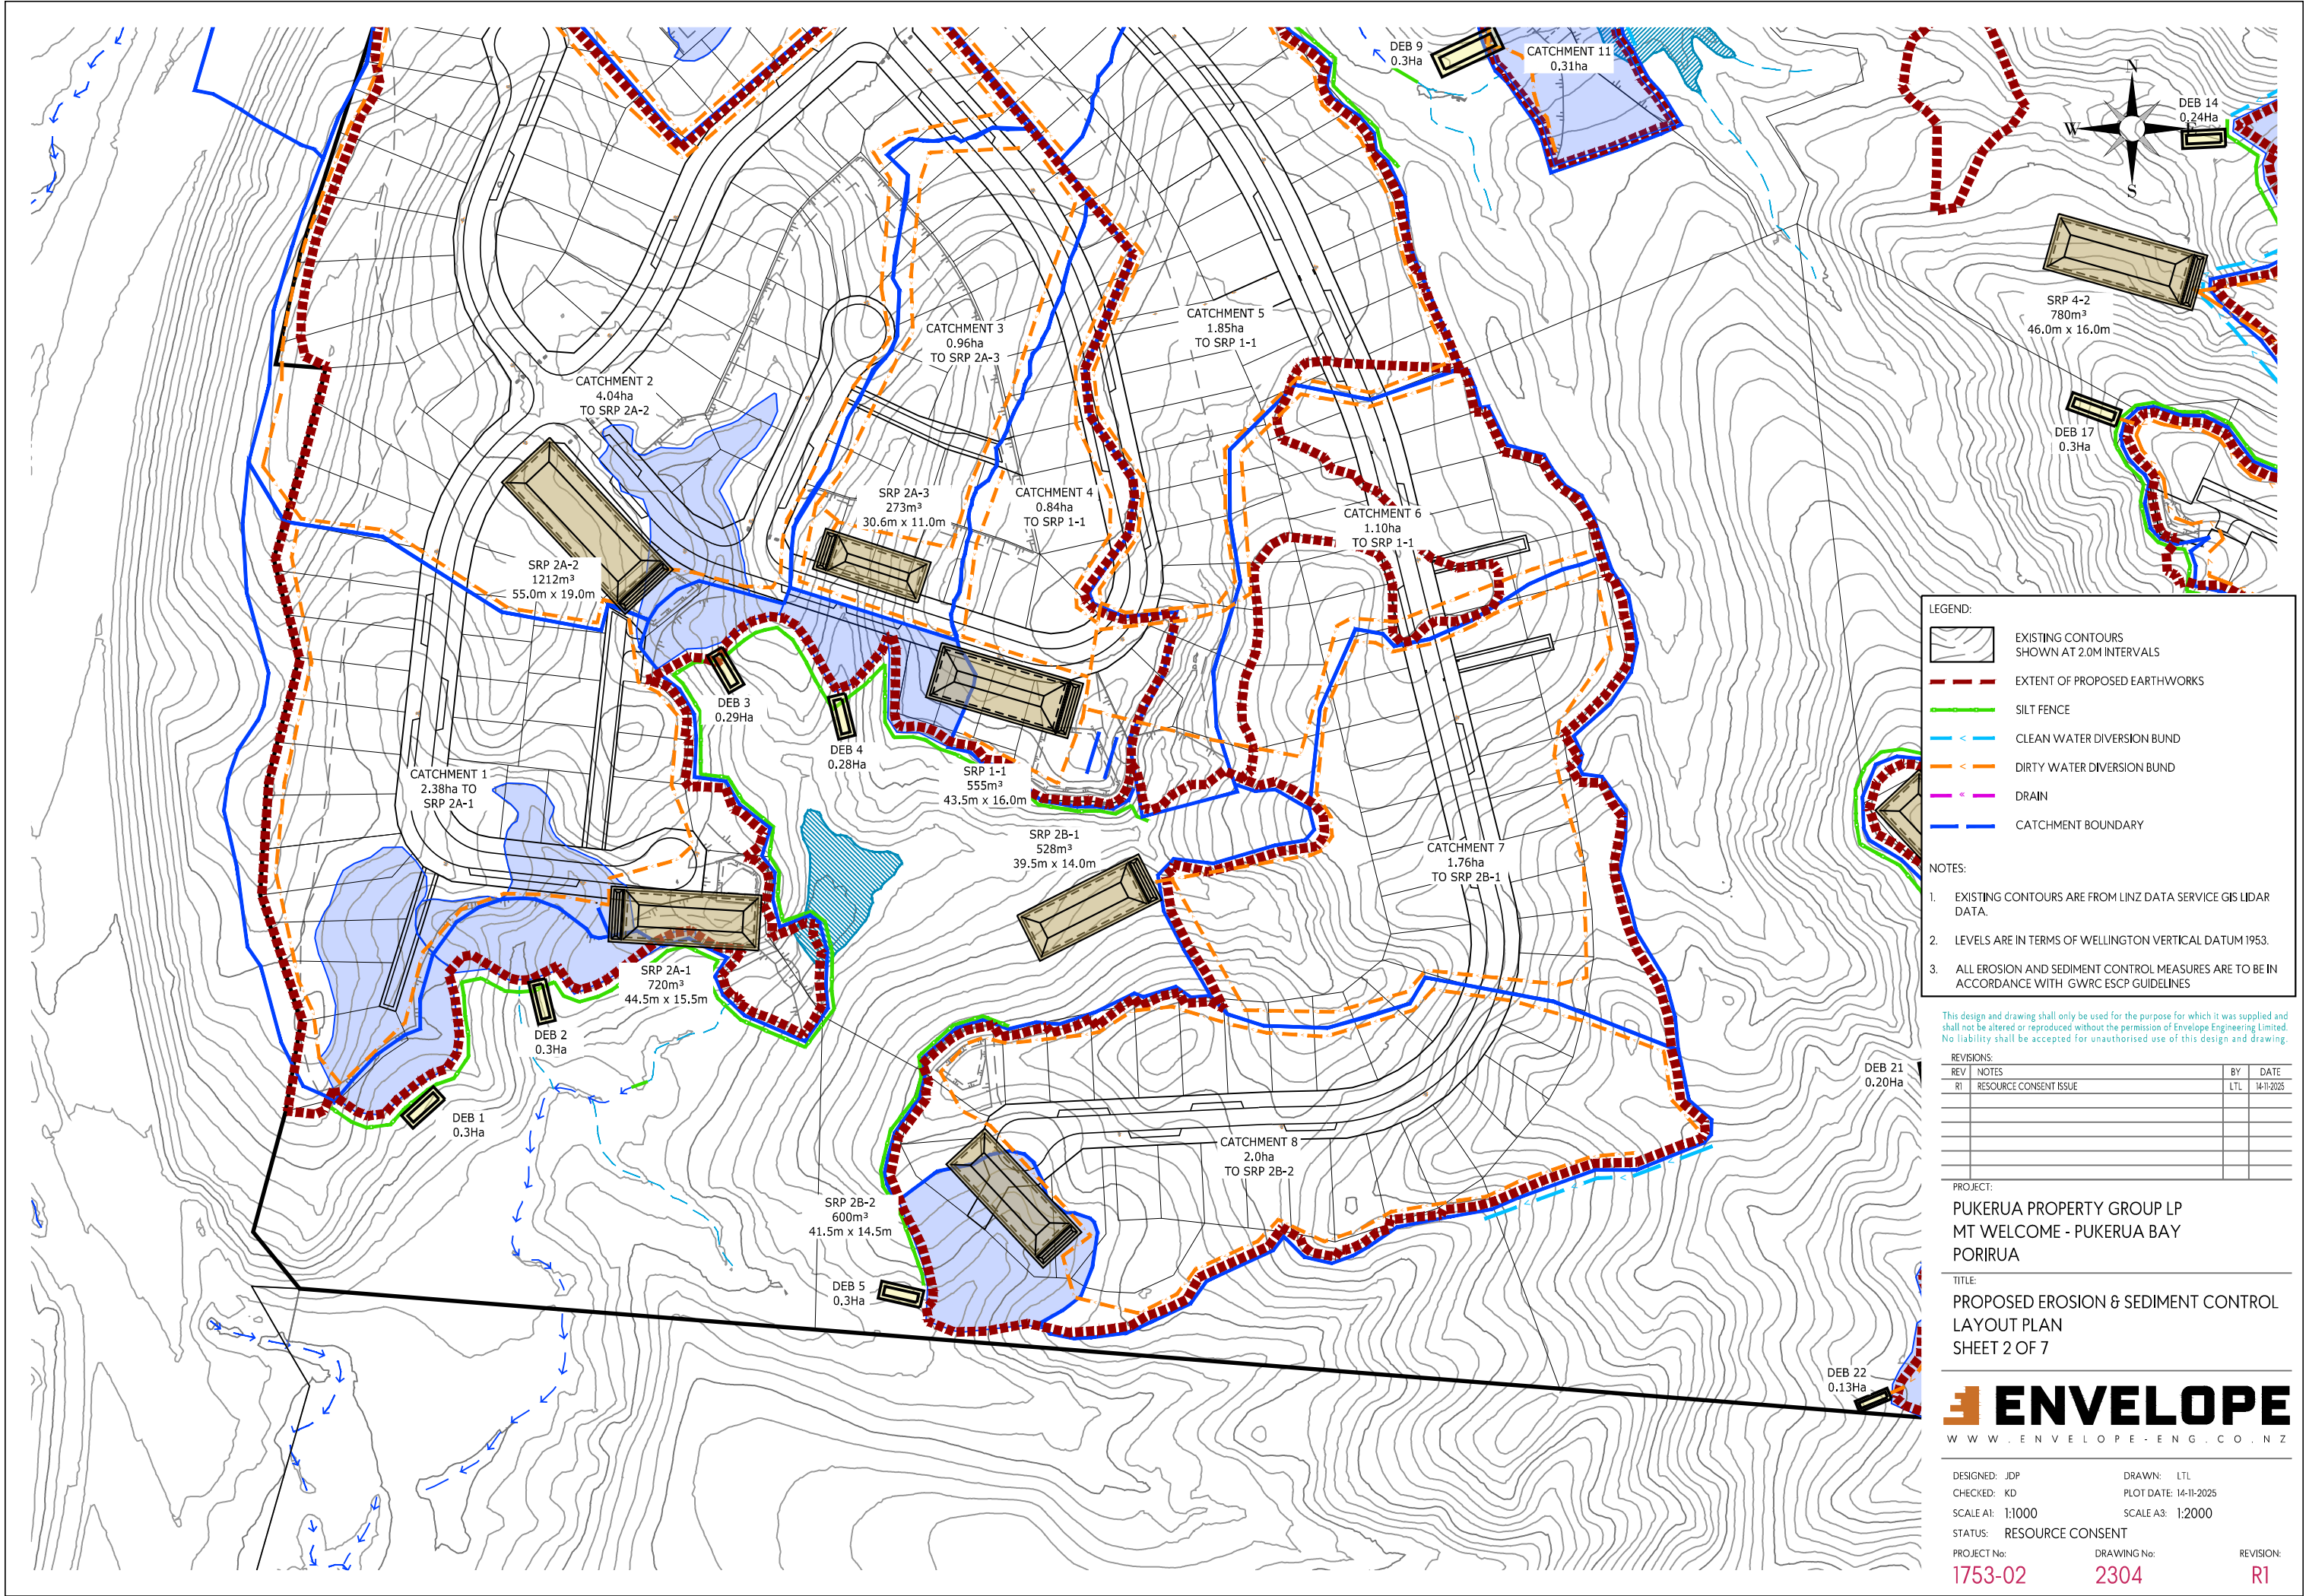 DEB 9
0.3Ha
CATCHMENT 11
0.31ha
N
W
E
S
DEB 14
0.24Ha
SRP 4-2
780m³
46.0m x 16.0m
DEB 17
0.3Ha
CATCHMENT 5
1.85ha
TO SRP 1-1
CATCHMENT 3
0.96ha
TO SRP 2A-3
CATCHMENT 2
4.04ha
TO SRP 2A-2
SRP 2A-3
273m³
30.6m x 11.0m
CATCHMENT 4
0.84ha
TO SRP 1-1
CATCHMENT 6
1.10ha
TO SRP 1-1
SRP 2A-2
1212m³
55.0m x 19.0m
DEB 3
0.29Ha
DEB 4
0.28Ha
CATCHMENT 1
2.38ha TO
SRP 2A-1
SRP 1-1
555m³
43.5m x 16.0m
SRP 2B-1
528m³
39.5m x 14.0m
CATCHMENT 7
1.76ha
TO SRP 2B-1
SRP 2A-1
720m³
44.5m x 15.5m
DEB 2
0.3Ha
DEB 1
0.3Ha
CATCHMENT 8
2.0ha
TO SRP 2B-2
SRP 2B-2
600m³
41.5m x 14.5m
DEB 5
0.3Ha
DEB 21
0.20Ha
DEB 22
0.13Ha
LEGEND:
EXISTING CONTOURS
SHOWN AT 2.0M INTERVALS
EXTENT OF PROPOSED EARTHWORKS
SILT FENCE
CLEAN WATER DIVERSION BUND
DIRTY WATER DIVERSION BUND
DRAIN
CATCHMENT BOUNDARY
NOTES:
1. EXISTING CONTOURS ARE FROM LINZ DATA SERVICE GIS LIDAR
DATA.
2. LEVELS ARE IN TERMS OF WELLINGTON VERTICAL DATUM 1953.
3. ALL EROSION AND SEDIMENT CONTROL MEASURES ARE TO BE IN
ACCORDANCE WITH GWRC ESCP GUIDELINES
This design and drawing shall only be used for the purpose for which it was supplied and
shall not be altered or reproduced without the permission of Envelope Engineering Limited.
No liability shall be accepted for unauthorised use of this design and drawing.
REVISIONS:
REV NOTES BY DATE
R1 RESOURCE CONSENT ISSUE LTL 14-11-2025
PROJECT:
PUKERUA PROPERTY GROUP LP
MT WELCOME - PUKERUA BAY
PORIRUA
TITLE:
PROPOSED EROSION & SEDIMENT CONTROL
LAYOUT PLAN
SHEET 2 OF 7
ENVELOPE
WWW.ENVELOPE-ENG.CO.NZ
DESIGNED: JDP DRAWN: LTL
CHECKED: KD PLOT DATE: 14-11-2025
SCALE A1: 1:1000 SCALE A3: 1:2000
STATUS: RESOURCE CONSENT
PROJECT No: DRAWING No: REVISION:
1753-02 2304 R1